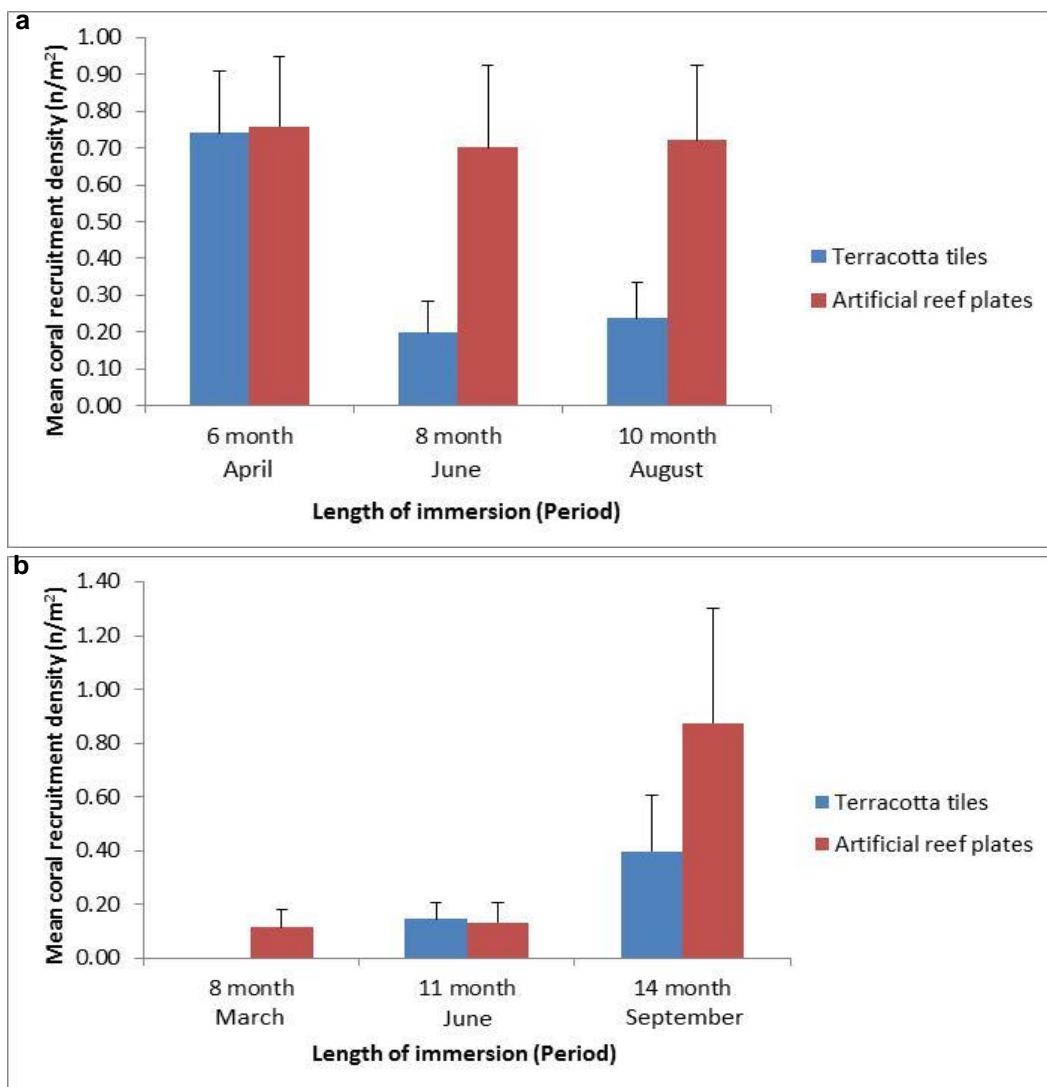 a
Mean coral recruitment density (n/m²)
1.00
0.90
0.80
0.70
0.60
0.50
0.40
0.30
0.20
0.10
0.00
6 month 8 month 10 month
April June August
Length of immersion (Period)
Terracotta tiles
Artificial reef plates
b
Mean coral recruitment density (n/m²)
1.40
1.20
1.00
0.80
0.60
0.40
0.20
0.00
8 month 11 month 14 month
March June September
Length of immersion (Period)
Terracotta tiles
Artificial reef plates